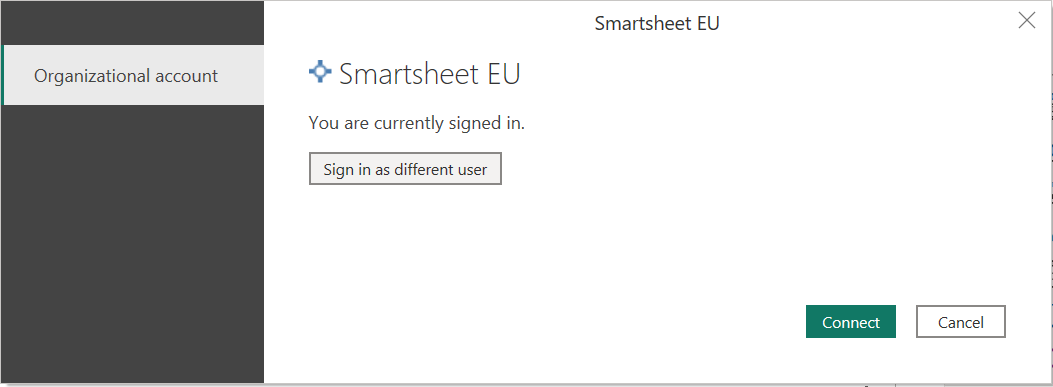 Smartsheet EU
Organizational account
Smartsheet EU
You are currently signed in.
Sign in as different user
Connect
Cancel